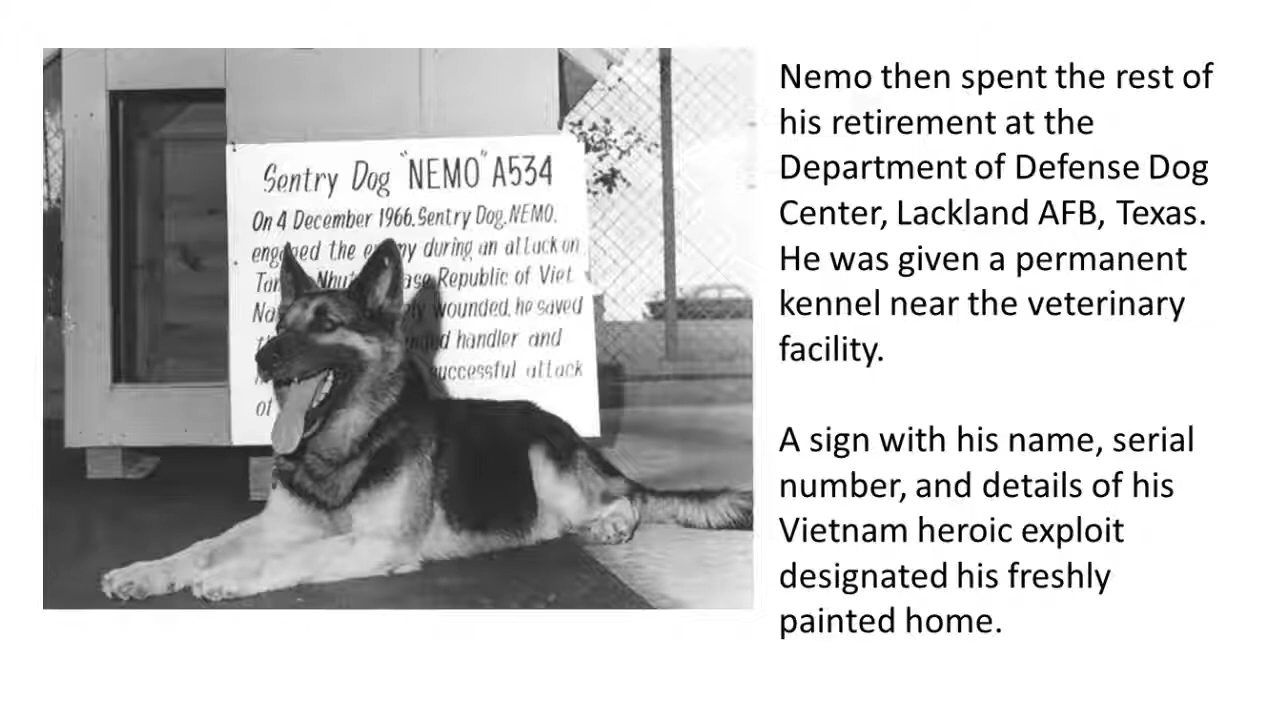 Sentry Dog "NEMO" A534
On 4 December 1966, Sentry Dog, NEMO,
the during an attack on
Republic of Viet
wounded, he saved
handler and
attack
of
Nemo then spent the rest of
his retirement at the
Department of Defense Dog
Center, Lackland AFB, Texas.
He was given a permanent
kennel near the veterinary
facility.
A sign with his name, serial
number, and details of his
Vietnam heroic exploit
designated his freshly
painted home.